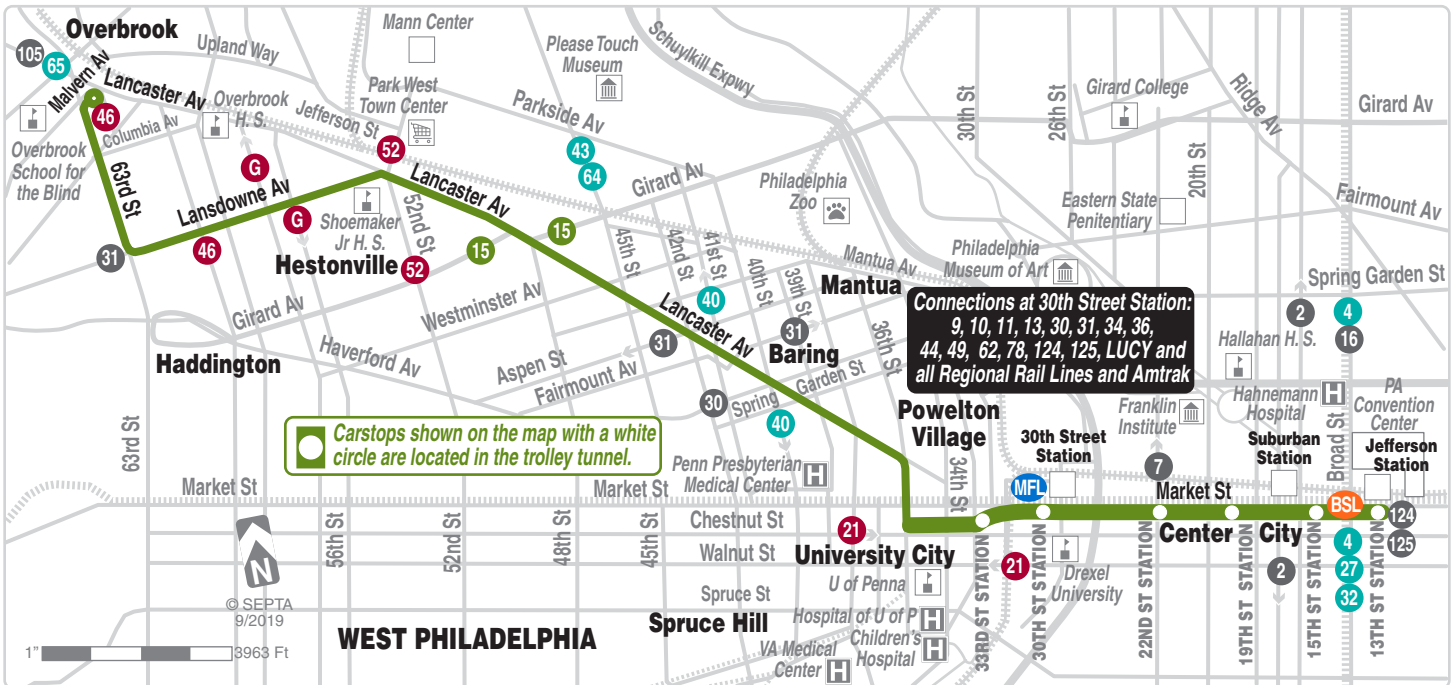 Overbrook
105
65
Malvern Av
Lancaster Av
Upland Way
Mann Center
Please Touch
Museum
Schuylkill Expwy
30th St
26th St
Girard College
Ridge Av
Girard Av
46
Overbrook
H. S.
Jefferson St
Park West
Town Center
Parkside Av
Columbia Av
Overbrook
School for
the Blind
63rd St
G
52
43
64
Girard Av
20th St
Lansdowne Av
Lancaster Av
Philadelphia
Zoo
Eastern State
Penitentiary
Fairmount Av
G
Shoemaker
Jr H. S.
52nd St
15
15
45th St
42nd St
41st St
40th St
39th St
31
46
Hestonville
52
Mantua Av
Philadelphia
Museum of Art
Spring Garden St
Girard Av
Westminster Av
40
Lancaster Av
Mantua
36th St
Connections at 30th Street Station:
9, 10, 11, 13, 30, 31, 34, 36,
44, 49, 62, 78, 124, 125, LUCY and
all Regional Rail Lines and Amtrak
2
4
16
Haddington
Haverford Av
Aspen St
31
31
Baring
Hallahan H. S.
Fairmount Av
30
Spring Garden St
40
Powelton
Village
Franklin
Institute
Hahnemann
Hospital
Broad St
PA
Convention
Center
63rd St
Carstops shown on the map with a white
circle are located in the trolley tunnel.
Penn Presbyterian
Medical Center
34th St
30th Street
Station
7
Suburban
Station
Jefferson
Station
Market St
Market St
MFL
Market St
BSL
N
56th St
52nd St
48th St
45th St
Chestnut St
21
University City
Center City
124
125
Walnut St
U of Penna
33RD ST STATION
21
30TH ST STATION
Drexel
University
22ND ST STATION
19TH ST STATION
2
15TH ST STATION
4
27
32
13TH ST STATION
© SEPTA
9/2019
Spruce St
Spruce Hill
Hospital of U of P
Children's
Hospital
WEST PHILADELPHIA
VA Medical
Center
1"
3963 Ft